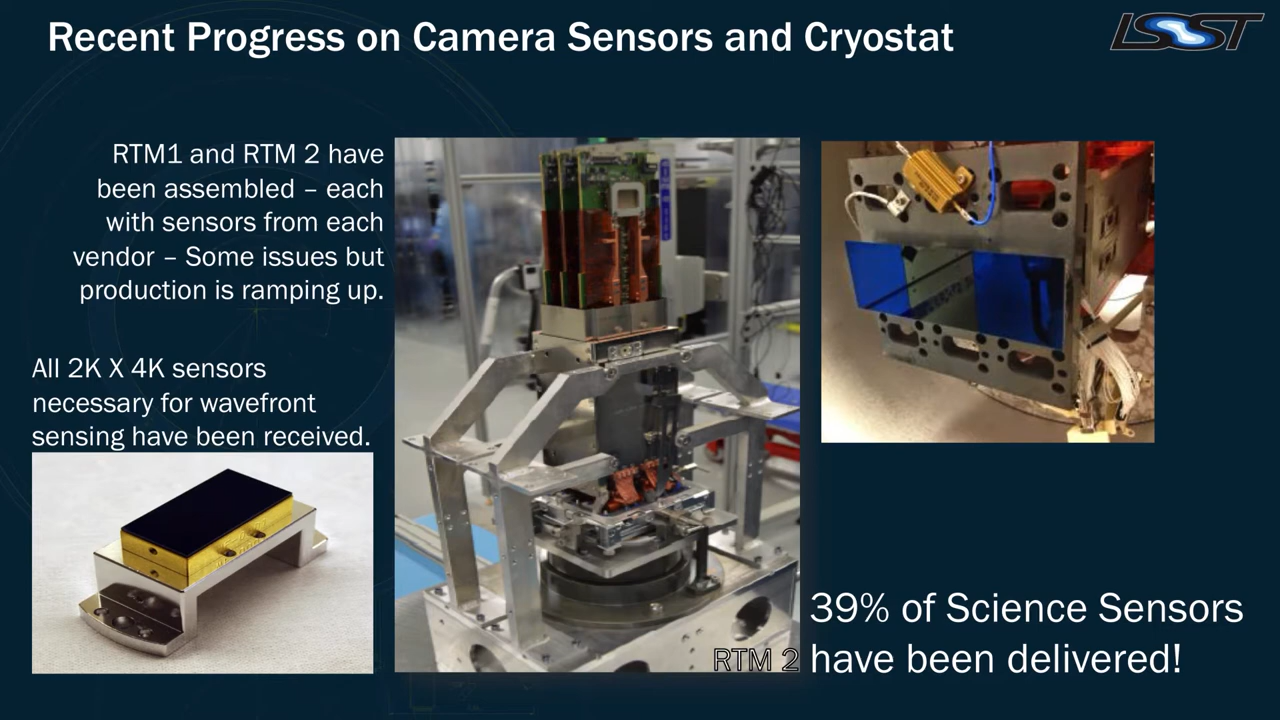 Recent Progress on Camera Sensors and Cryostat
LSST
RTM1 and RTM 2 have
been assembled – each
with sensors from each
vendor – Some issues but
production is ramping up.
All 2K X 4K sensors
necessary for wavefront
sensing have been received.
RTM 2
39% of Science Sensors
have been delivered!